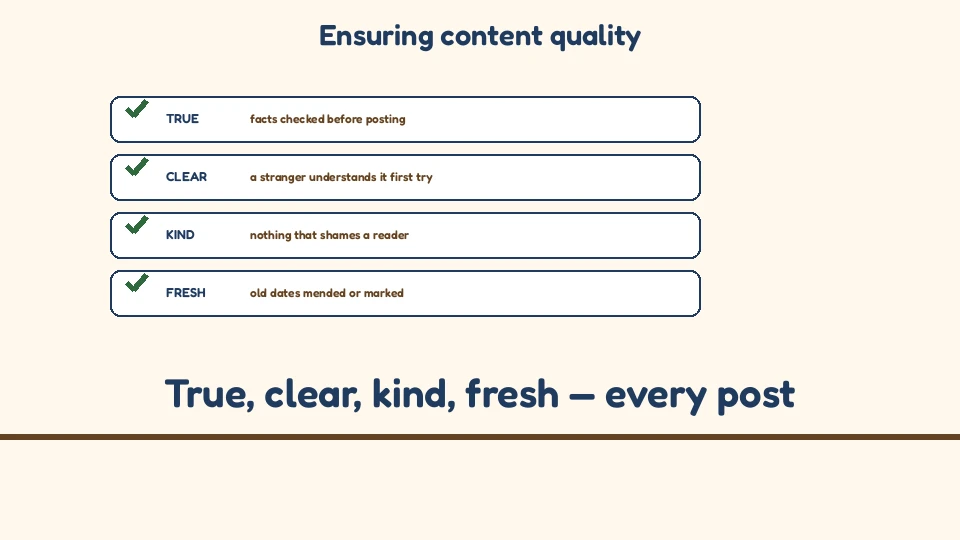 Ensuring content quality
TRUE facts checked before posting
CLEAR a stranger understands it first try
KIND nothing that shames a reader
FRESH old dates mended or marked
True, clear, kind, fresh — every post